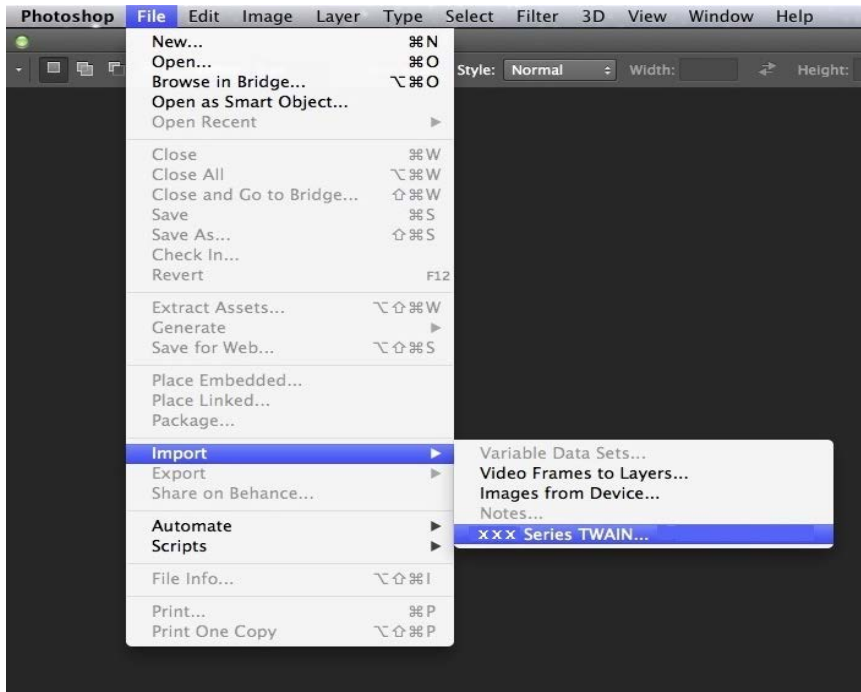 Photoshop File Edit Image Layer Type Select Filter 3D View Window Help
Style: Normal Width: Height:
New... ⌘N
Open... ⌘O
Browse in Bridge... ⌥⌘O
Open as Smart Object...
Open Recent ▶
Close ⌘W
Close All ⌥⌘W
Close and Go to Bridge... ⇧⌘W
Save ⌘S
Save As... ⇧⌘S
Check In...
Revert F12
Extract Assets... ⌥⇧⌘W
Generate ▶
Save for Web... ⌥⇧⌘S
Place Embedded...
Place Linked...
Package...
Import ▶
Export ▶
Share on Behance...
Automate ▶
Scripts ▶
File Info... ⌥⇧⌘I
Print... ⌘P
Print One Copy ⌥⇧⌘P
Variable Data Sets...
Video Frames to Layers...
Images from Device...
Notes...
xxx Series TWAIN...